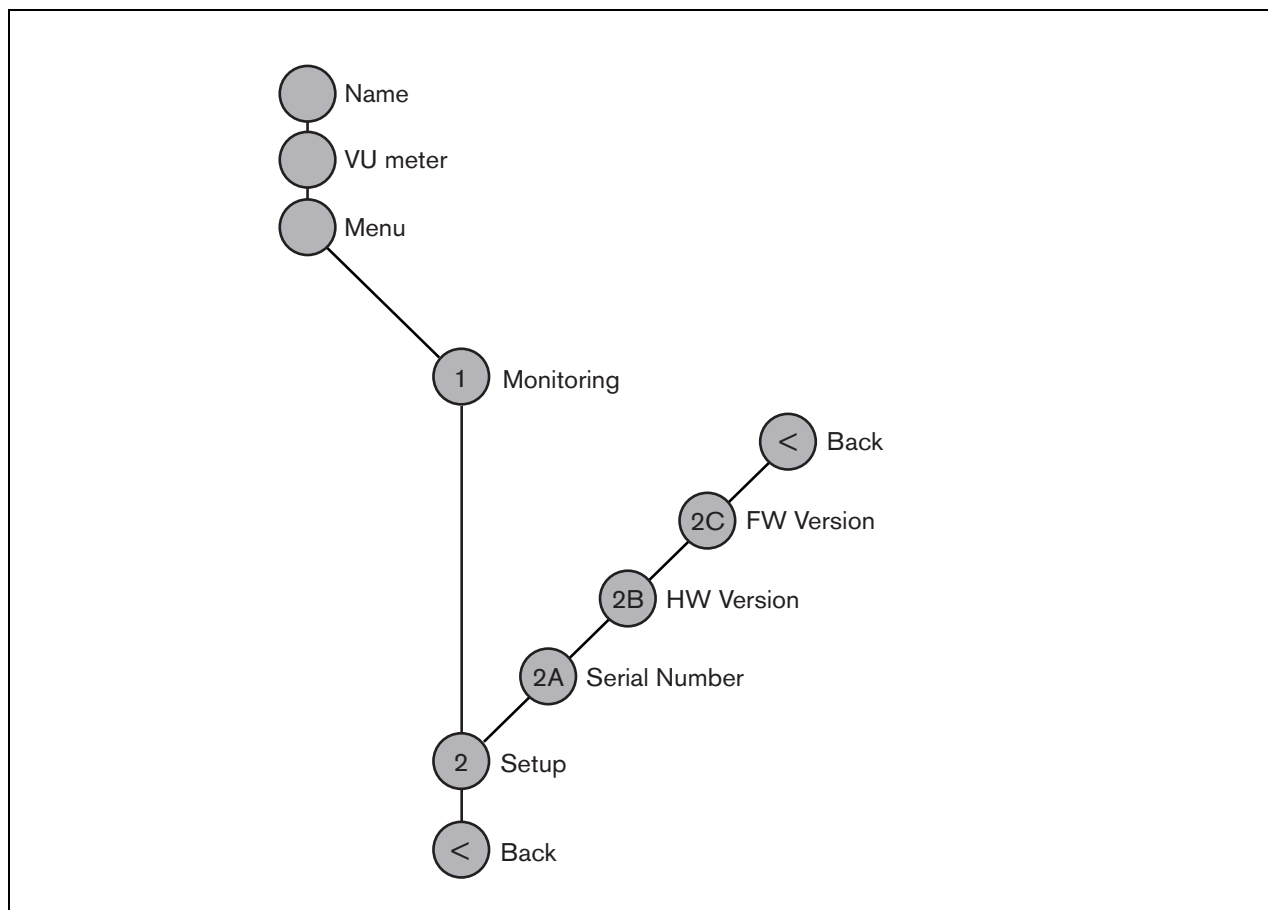 Name
VU meter
Menu
1 Monitoring
< Back
2C FW Version
2B HW Version
2A Serial Number
2 Setup
< Back